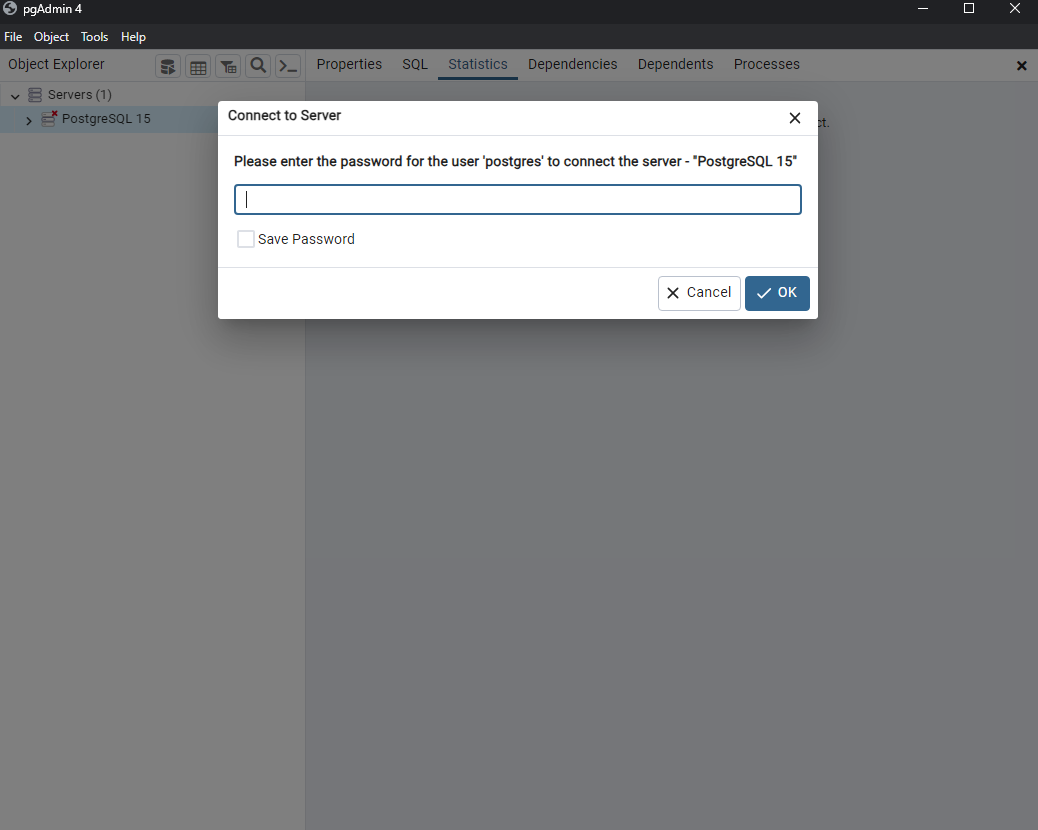 pgAdmin 4
File Object Tools Help
Object Explorer
Properties SQL Statistics Dependencies Dependents Processes
Servers (1)
PostgreSQL 15
Connect to Server
Please enter the password for the user 'postgres' to connect the server - "PostgreSQL 15"
Save Password
Cancel OK